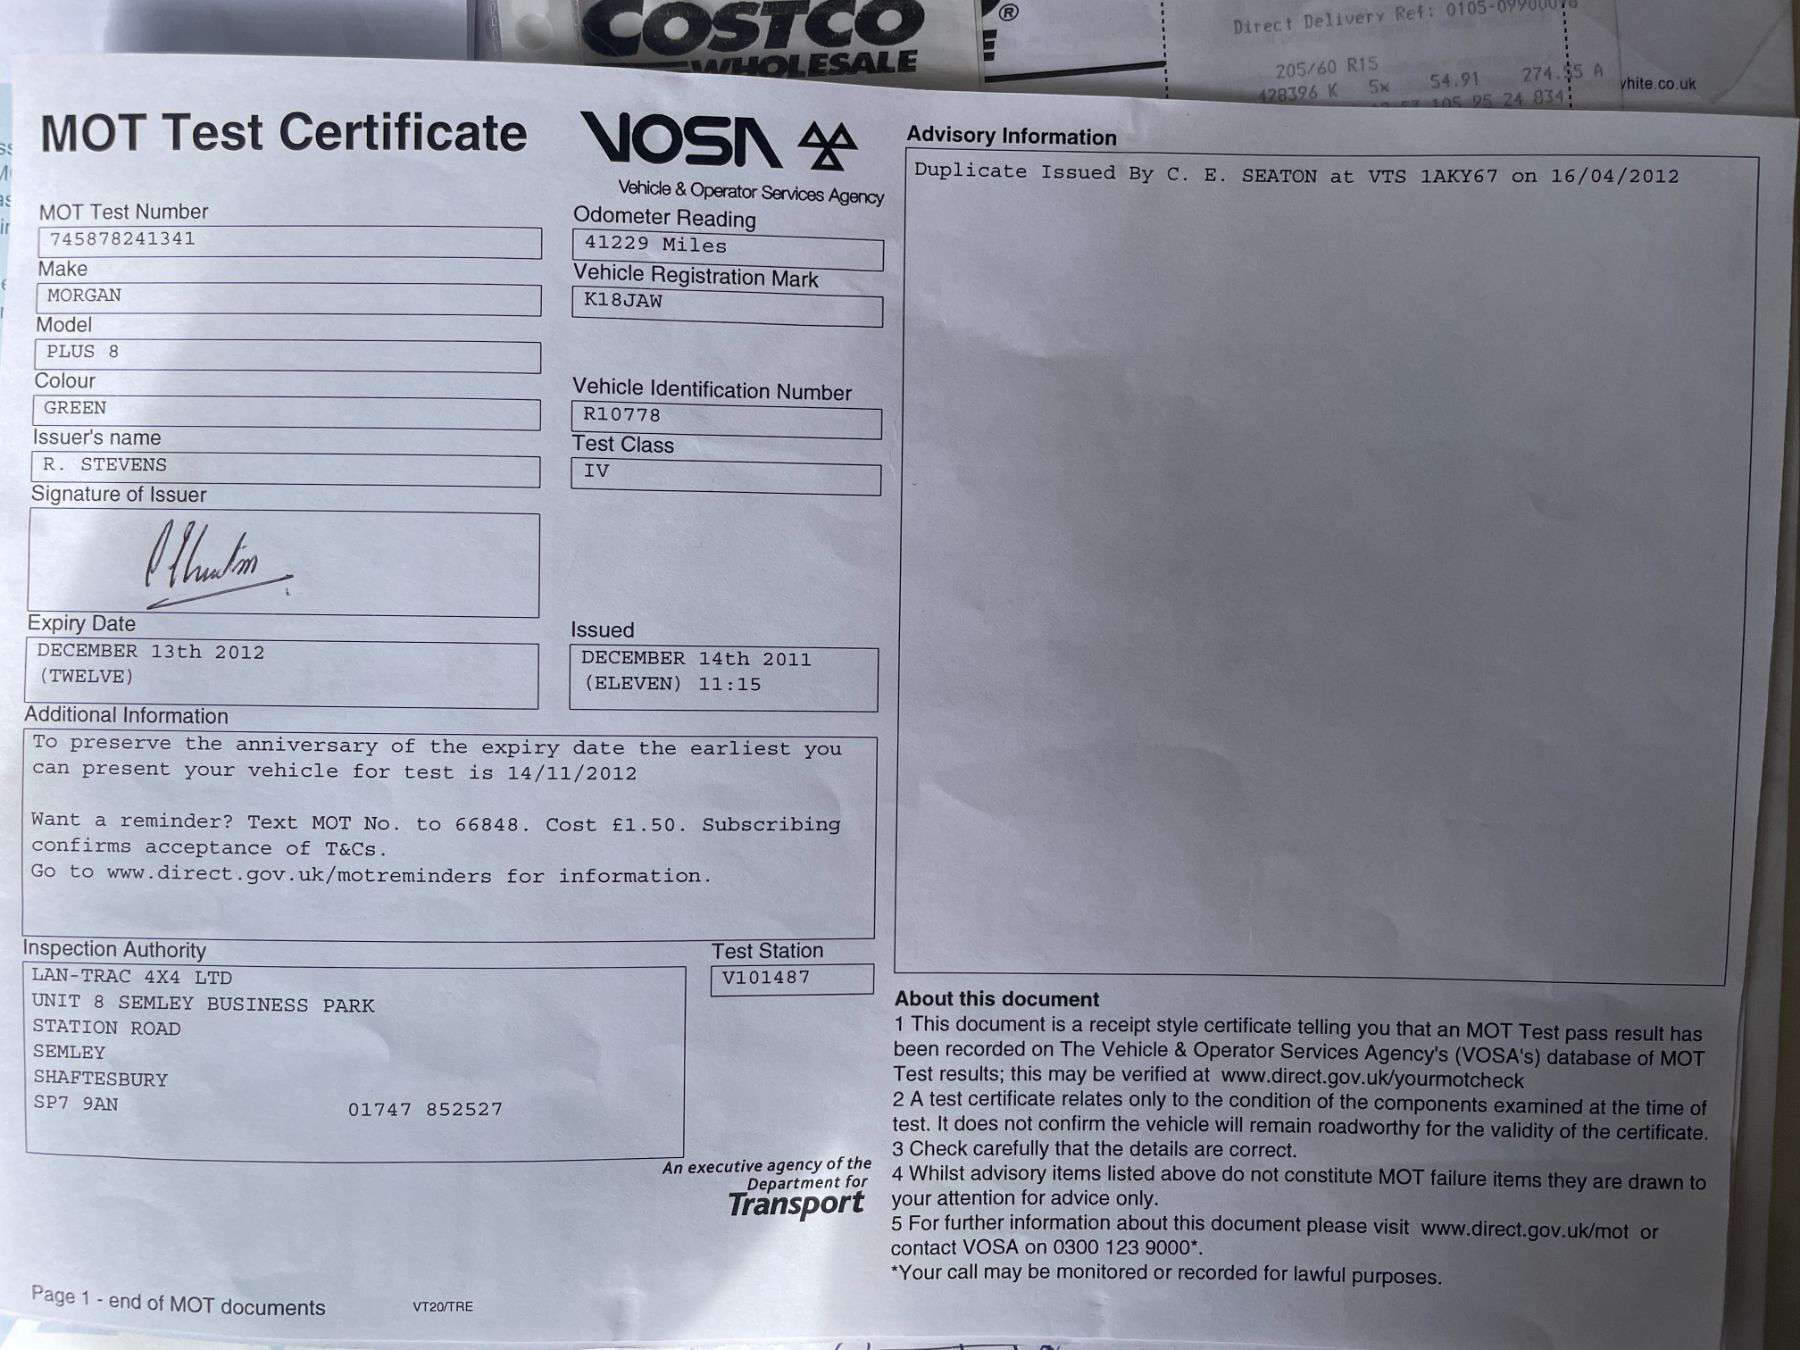 COSTCO
WHOLESALE
®
Direct Delivery Ref: 0105-
205/60 R15
428396 K 5x 54.91 274.55 A
105 95 24 834
hite.co.uk
MOT Test Certificate
VOSA
Vehicle & Operator Services Agency
MOT Test Number
745878241341
Odometer Reading
41229 Miles
Make
MORGAN
Vehicle Registration Mark
K18JAW
Model
PLUS 8
Colour
GREEN
Vehicle Identification Number
R10778
Issuer's name
R. STEVENS
Test Class
IV
Signature of Issuer
Expiry Date
DECEMBER 13th 2012
(TWELVE)
Issued
DECEMBER 14th 2011
(ELEVEN) 11:15
Additional Information
To preserve the anniversary of the expiry date the earliest you
can present your vehicle for test is 14/11/2012
Want a reminder? Text MOT No. to 66848. Cost £1.50. Subscribing
confirms acceptance of T&Cs.
Go to www.direct.gov.uk/motreminders for information.
Inspection Authority
LAN-TRAC 4X4 LTD
UNIT 8 SEMLEY BUSINESS PARK
STATION ROAD
SEMLEY
SHAFTESBURY
SP7 9AN 01747 852527
Test Station
V101487
An executive agency of the
Department for
Transport
Page 1 - end of MOT documents
VT20/TRE
Advisory Information
Duplicate Issued By C. E. SEATON at VTS 1AKY67 on 16/04/2012
About this document
1 This document is a receipt style certificate telling you that an MOT Test pass result has
been recorded on The Vehicle & Operator Services Agency's (VOSA's) database of MOT
Test results; this may be verified at www.direct.gov.uk/yourmotcheck
2 A test certificate relates only to the condition of the components examined at the time of
test. It does not confirm the vehicle will remain roadworthy for the validity of the certificate.
3 Check carefully that the details are correct.
4 Whilst advisory items listed above do not constitute MOT failure items they are drawn to
your attention for advice only.
5 For further information about this document please visit www.direct.gov.uk/mot or
contact VOSA on 0300 123 9000*.
*Your call may be monitored or recorded for lawful purposes.